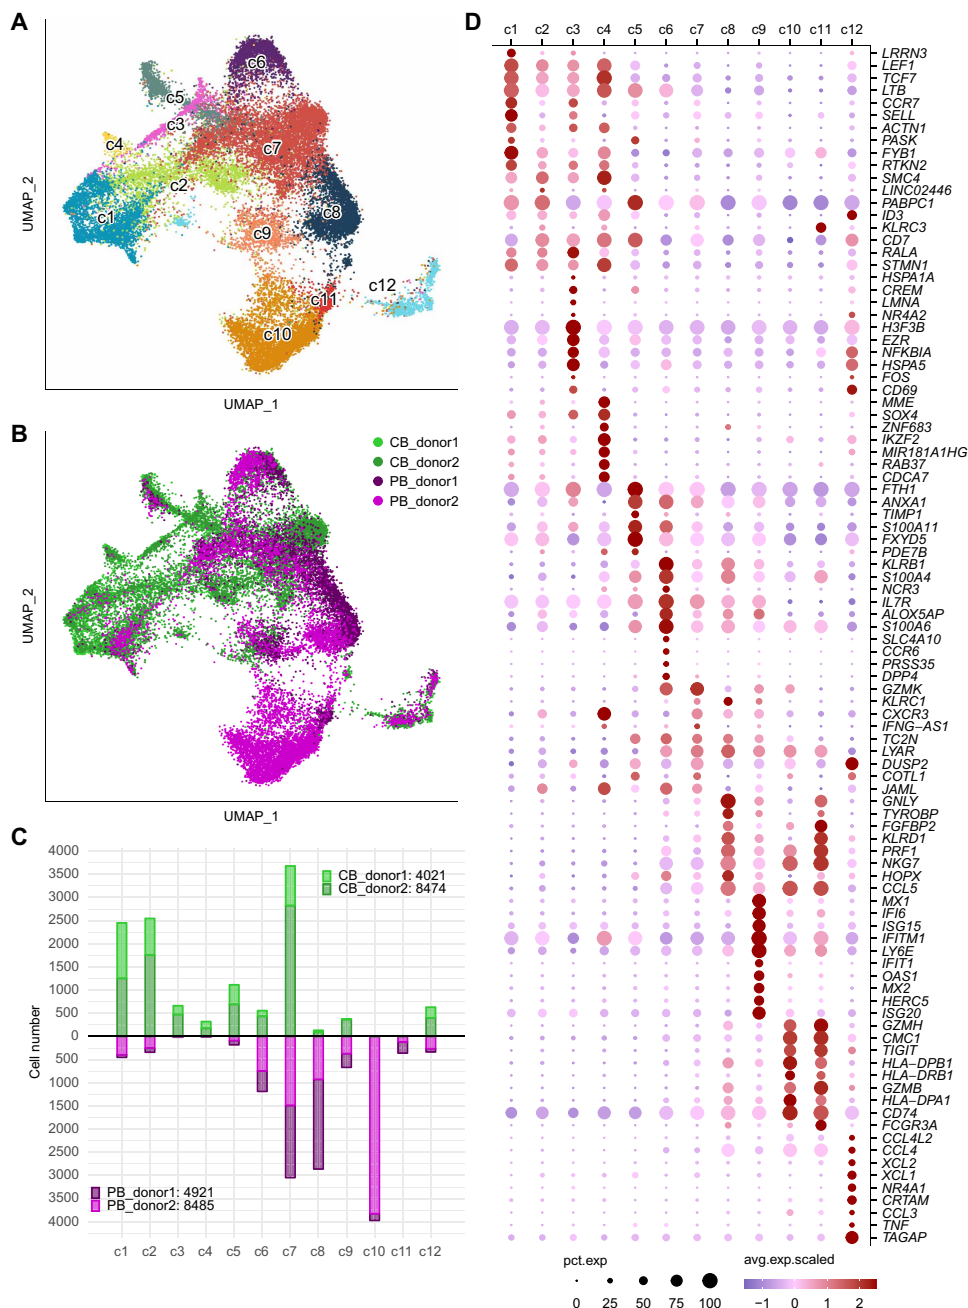 A
c6
c5
c3
c4
c7
c2
c1
c8
c9
c12
c11
c10
UMAP_2
UMAP_1
B
CB_donor1
CB_donor2
PB_donor1
PB_donor2
UMAP_2
UMAP_1
C
4000
3500
3000
2500
2000
1500
1000
500
0
500
1000
1500
2000
2500
3000
3500
4000
Cell number
CB_donor1: 4021
CB_donor2: 8474
PB_donor1: 4921
PB_donor2: 8485
c1 c2 c3 c4 c5 c6 c7 c8 c9 c10 c11 c12
D
c1 c2 c3 c4 c5 c6 c7 c8 c9 c10 c11 c12
LRRN3
LEF1
TCF7
LTB
CCR7
SELL
ACTN1
PASK
FYB1
RTKN2
SMC4
LINC02446
PABPC1
ID3
KLRC3
CD7
RALA
STMN1
HSPA1A
CREM
LMNA
NR4A2
H3F3B
EZR
NFKBIA
HSPA5
FOS
CD69
MME
SOX4
ZNF683
IKZF2
MIR181A1HG
RAB37
CDCA7
FTH1
ANXA1
TIMP1
S100A11
FXYD5
PDE7B
KLRB1
S100A4
NCR3
IL7R
ALOX5AP
S100A6
SLC4A10
CCR6
PRSS35
DPP4
GZMK
KLRC1
CXCR3
IFNG−AS1
TC2N
LYAR
DUSP2
COTL1
JAML
GNLY
TYROBP
FGFBP2
KLRD1
PRF1
NKG7
HOPX
CCL5
MX1
IFI6
ISG15
IFITM1
LY6E
IFIT1
OAS1
MX2
HERC5
ISG20
GZMH
CMC1
TIGIT
HLA−DPB1
HLA−DRB1
GZMB
HLA−DPA1
CD74
FCGR3A
CCL4L2
CCL4
XCL2
XCL1
NR4A1
CRTAM
CCL3
TNF
TAGAP
pct.exp
0 25 50 75 100
avg.exp.scaled
−1 0 1 2